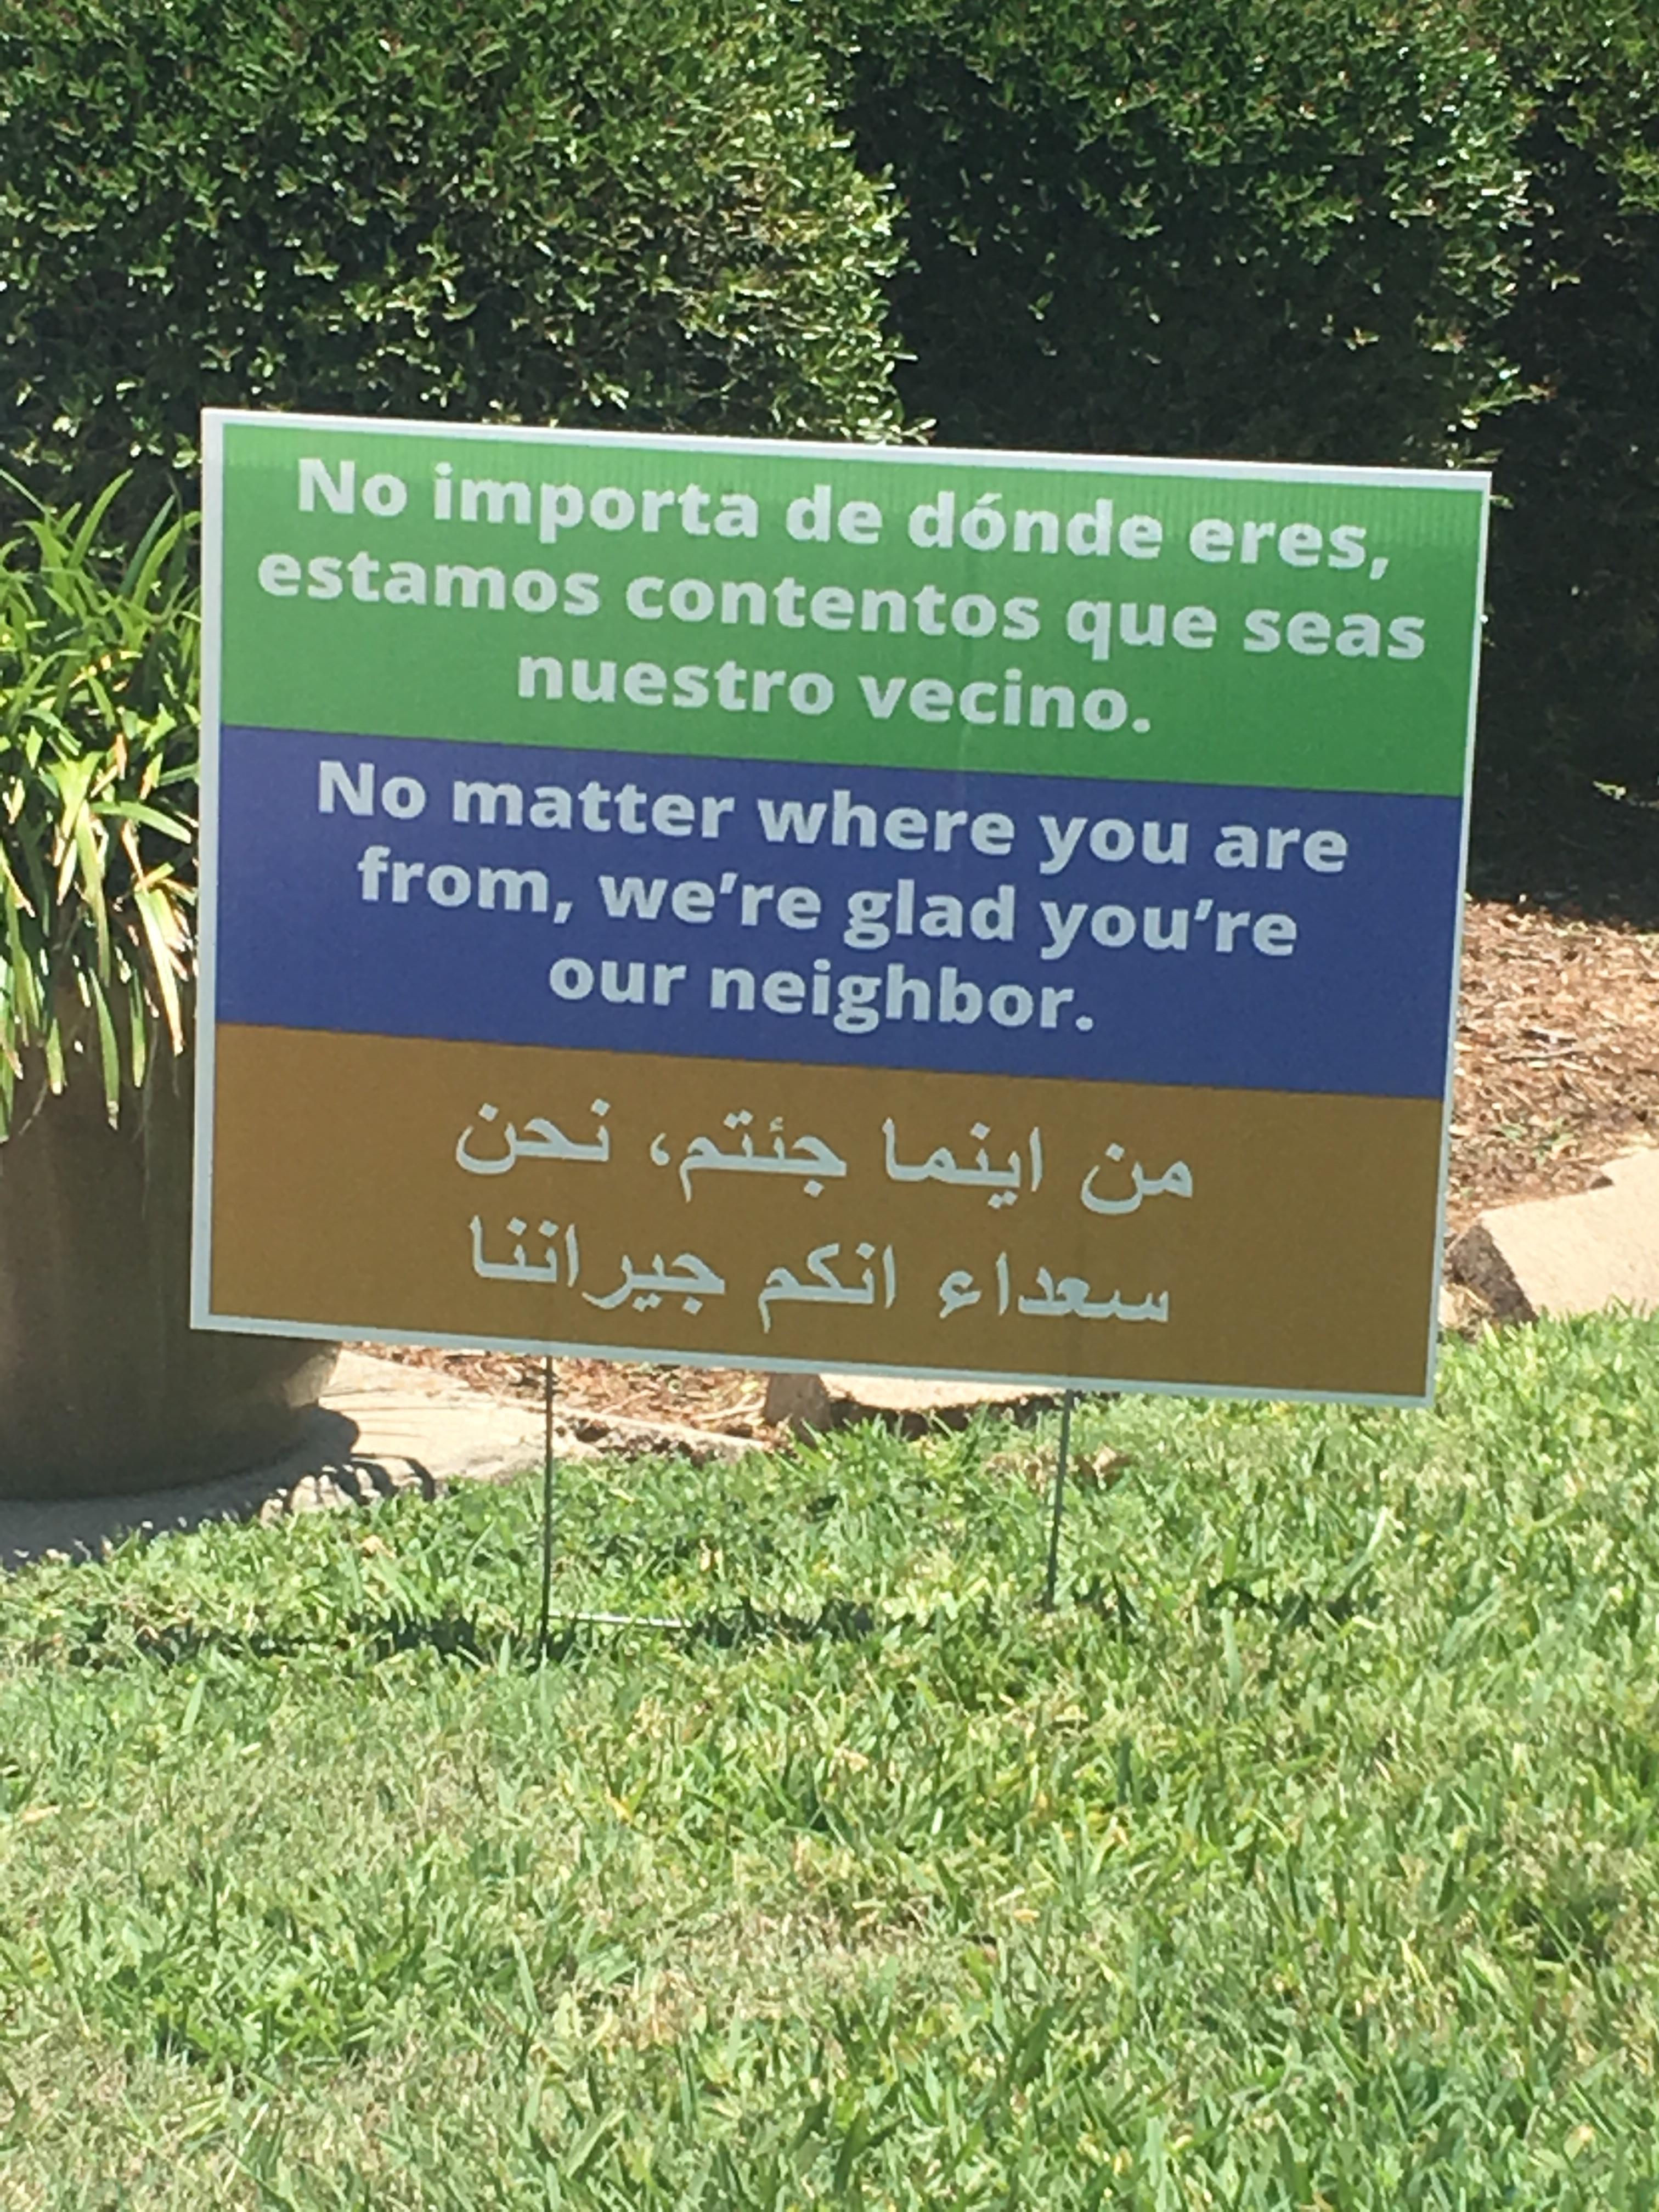 No importa de dónde eres,
estamos contentos que seas
nuestro vecino.
No matter where you are
from, we're glad you're
our neighbor.
من اينما جئتم، نحن
سعداء انكم جيراننا